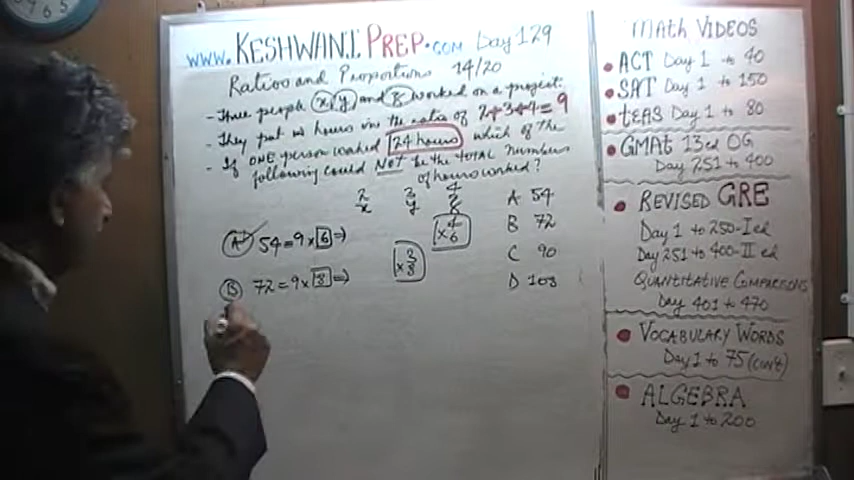 www.KESHWANIPREP.com Day 129
Ratios and Proportions 14/20
- Three people x, y and z worked on a project.
- They put in hours in the ratio of 2+3+4=9
- If ONE person worked 24 hours which of the
following could NOT be the TOTAL numbers
of hours worked?
2 3 4
x y z
A 54
B 72
C 90
D 108
A 54=9×6⇒
×4
6
B 72=9×8⇒
×3
8
MATH VIDEOS
ACT Day 1 to 40
SAT Day 1 to 150
tEAS Day 1 to 80
GMAt 13ed OG
Day 251 to 400
REVISED GRE
Day 1 to 250-I ed
Day 251 to 400-II ed
QUANTITATIVE COMPARISONS
Day 401 to 470
VOCABULARY WORDS
Day 1 to 75 (con't)
ALGEBRA
Day 1 to 200